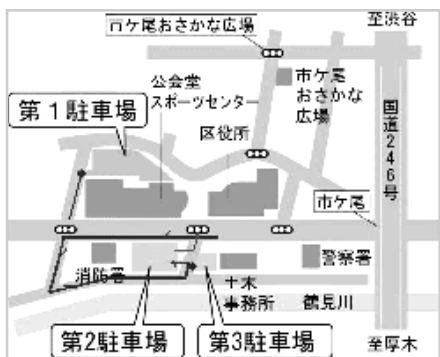 市ケ尾おさかな広場
至渋谷
公会堂
スポーツセンター
市ケ尾
おさかな
広場
第1駐車場
区役所
国道246号
市ケ尾
警察署
消防署
土木
事務所
鶴見川
第2駐車場
第3駐車場
至厚木